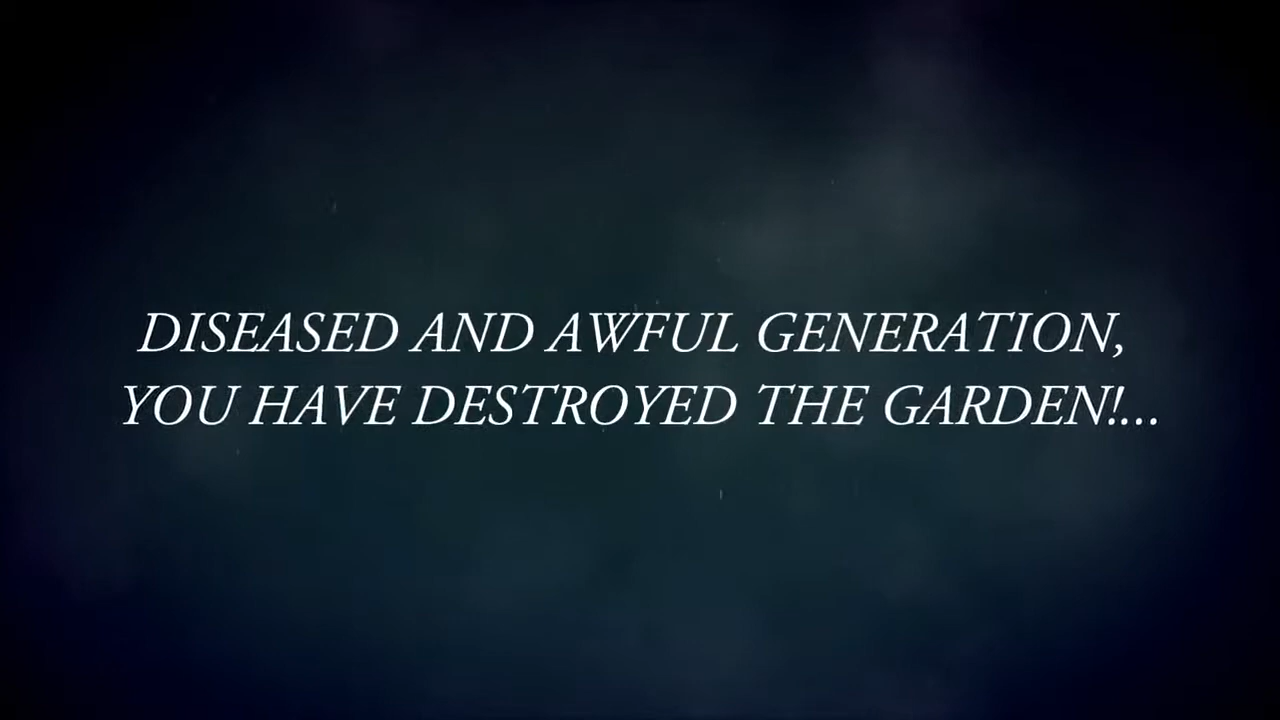 DISEASED AND AWFUL GENERATION,
YOU HAVE DESTROYED THE GARDEN!...